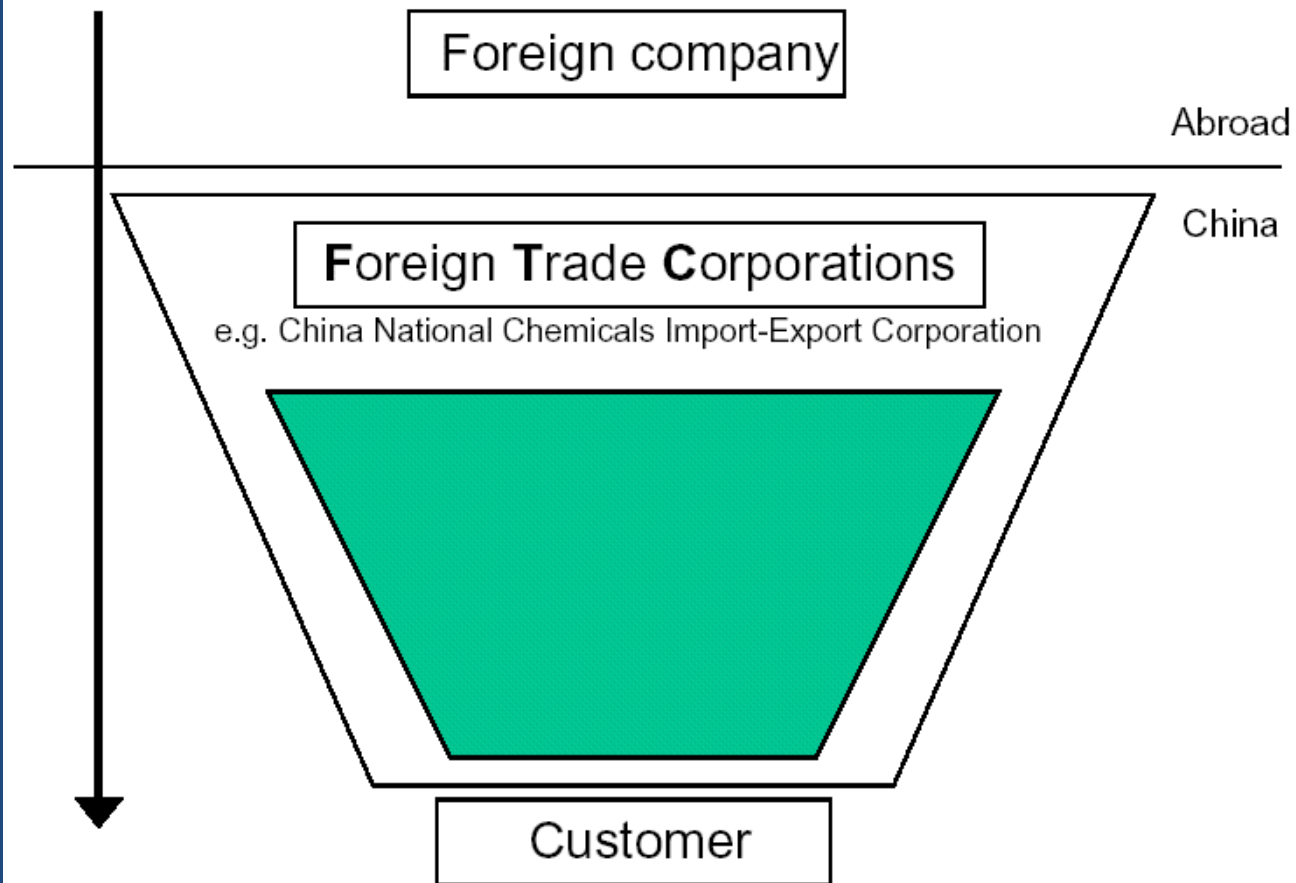 Foreign company
Abroad
China
Foreign Trade Corporations
e.g. China National Chemicals Import-Export Corporation
Customer